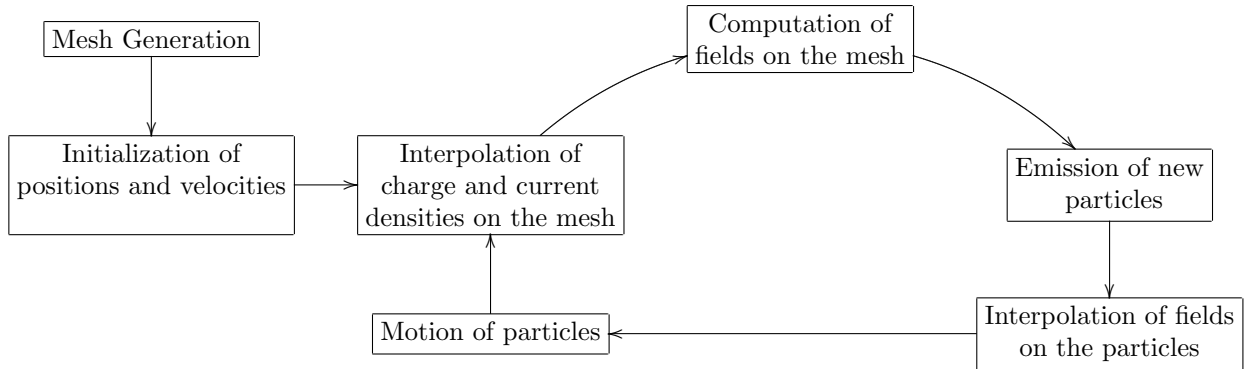 Mesh Generation
Initialization of
positions and velocities
Interpolation of
charge and current
densities on the mesh
Computation of
fields on the mesh
Emission of new
particles
Interpolation of fields
on the particles
Motion of particles